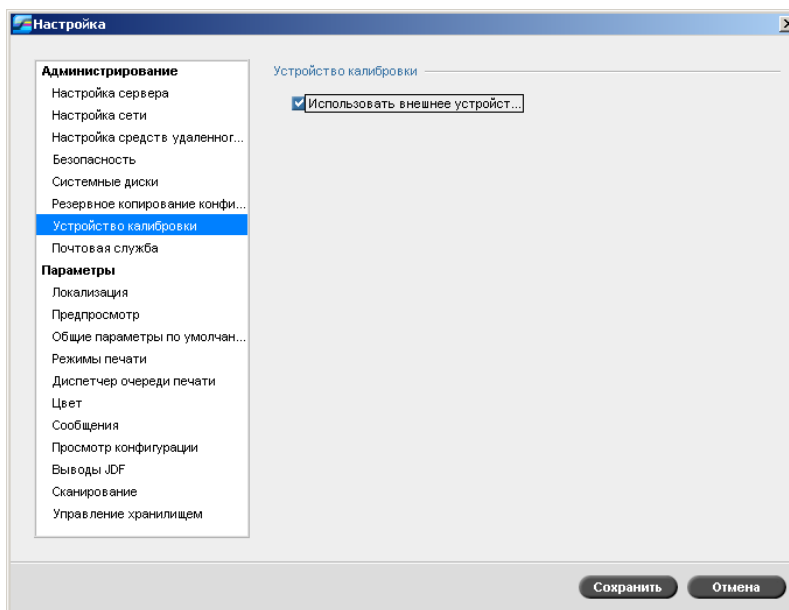 Настройка
Администрирование
Настройка сервера
Настройка сети
Настройка средств удаленног...
Безопасность
Системные диски
Резервное копирование конфи...
Устройство калибровки
Почтовая служба
Параметры
Локализация
Предпросмотр
Общие параметры по умолчан...
Режимы печати
Диспетчер очереди печати
Цвет
Сообщения
Просмотр конфигурации
Выводы JDF
Сканирование
Управление хранилищем
Устройство калибровки
Использовать внешнее устройст...
Сохранить
Отмена